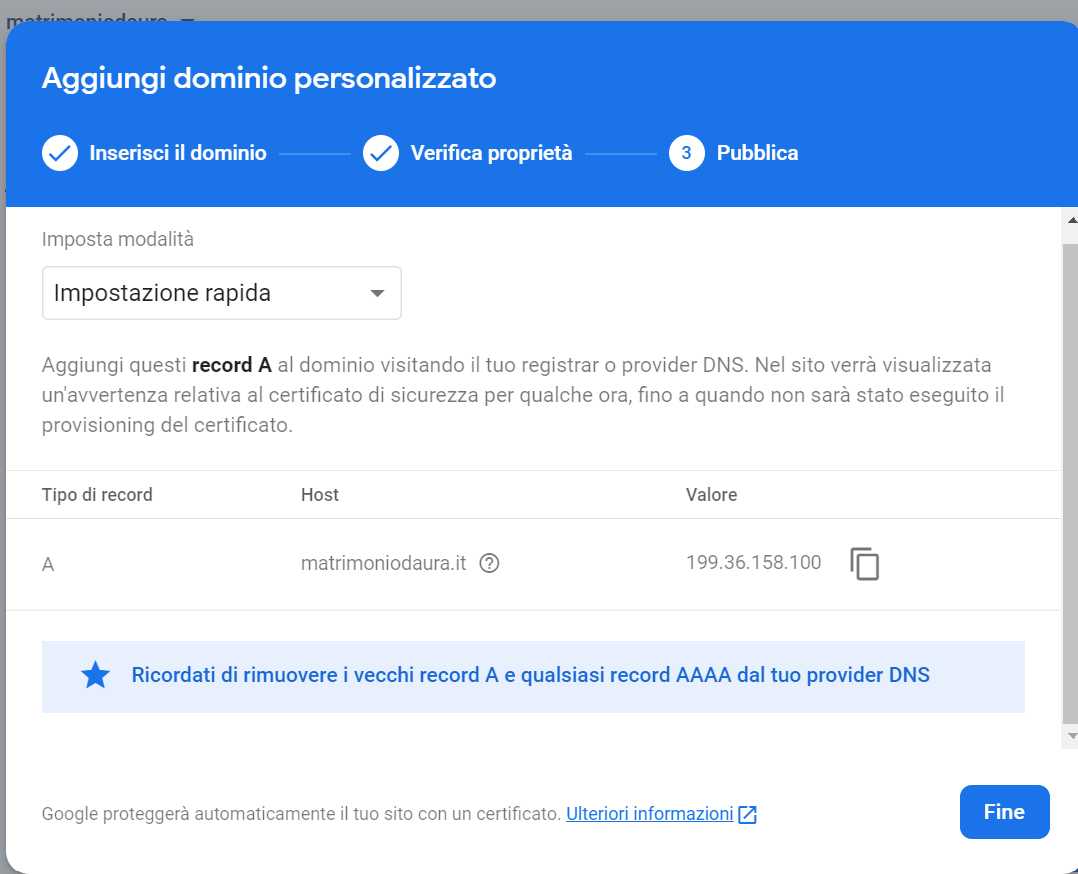 Aggiungi dominio personalizzato
Inserisci il dominio
Verifica proprietà
3 Pubblica
Imposta modalità
Impostazione rapida
Aggiungi questi record A al dominio visitando il tuo registrar o provider DNS. Nel sito verrà visualizzata
un'avvertenza relativa al certificato di sicurezza per qualche ora, fino a quando non sarà stato eseguito il
provisioning del certificato.
Tipo di record Host Valore
A matrimoniodaura.it ? 199.36.158.100
Ricordati di rimuovere i vecchi record A e qualsiasi record AAAA dal tuo provider DNS
Google proteggerà automaticamente il tuo sito con un certificato. Ulteriori informazioni
Fine